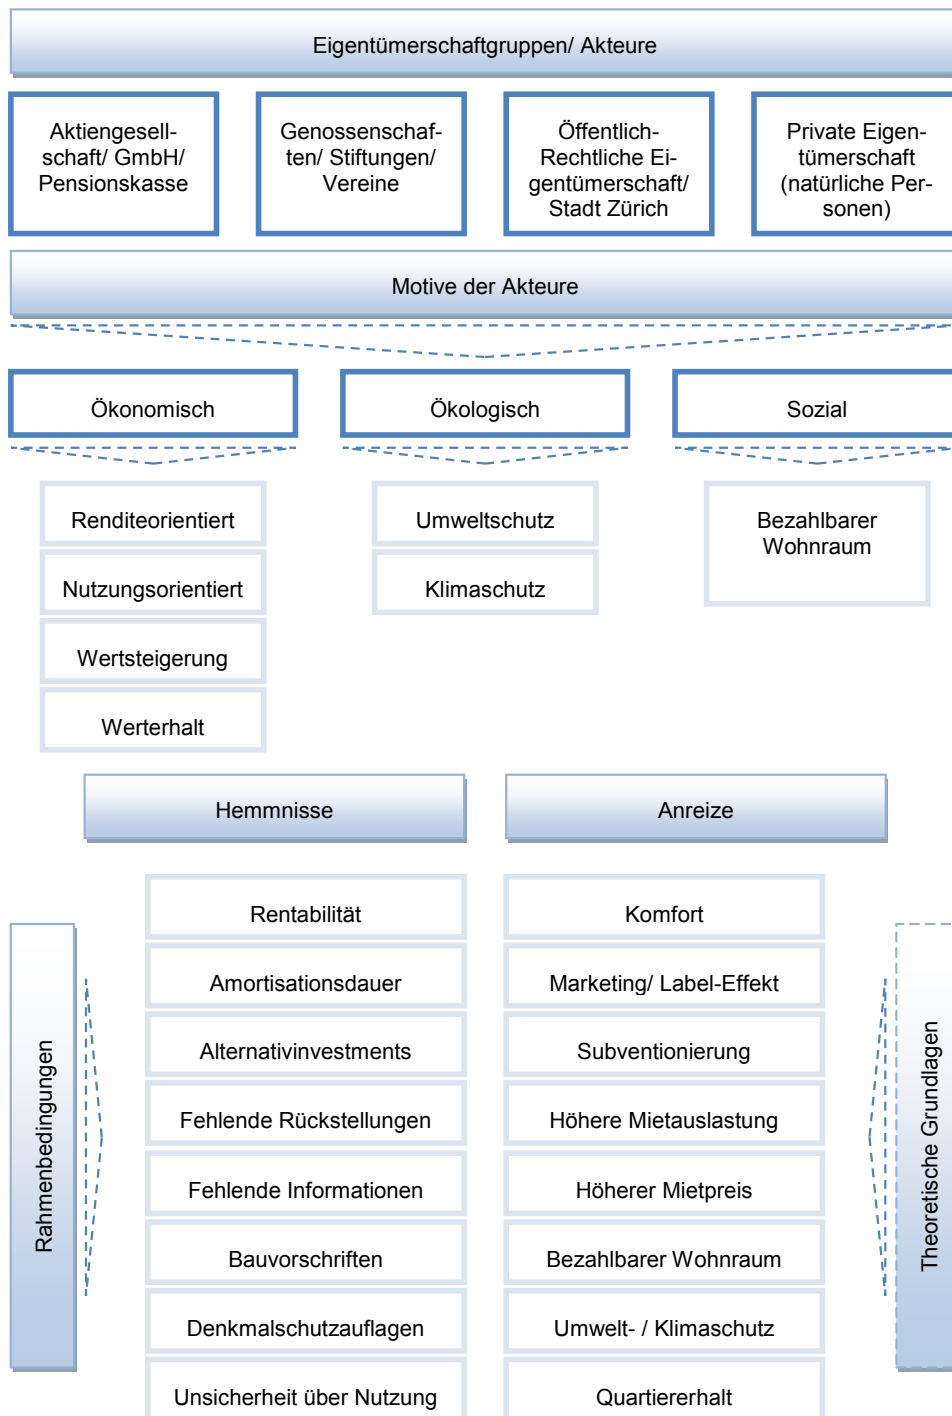 Eigentümerschaftgruppen/ Akteure
Aktiengesell-
schaft/ GmbH/
Pensionskasse
Genossenschaf-
ten/ Stiftungen/
Vereine
Öffentlich-
Rechtliche Ei-
gentümerschaft/
Stadt Zürich
Private Eigen-
tümerschaft
(natürliche Per-
sonen)
Motive der Akteure
Ökonomisch
Ökologisch
Sozial
Renditeorientiert
Nutzungsorientiert
Wertsteigerung
Werterhalt
Umweltschutz
Klimaschutz
Bezahlbarer
Wohnraum
Hemmnisse
Anreize
Rahmenbedingungen
Rentabilität
Amortisationsdauer
Alternativinvestments
Fehlende Rückstellungen
Fehlende Informationen
Bauvorschriften
Denkmalschutzauflagen
Unsicherheit über Nutzung
Komfort
Marketing/ Label-Effekt
Subventionierung
Höhere Mietauslastung
Höherer Mietpreis
Bezahlbarer Wohnraum
Umwelt- / Klimaschutz
Quartiererhalt
Theoretische Grundlagen